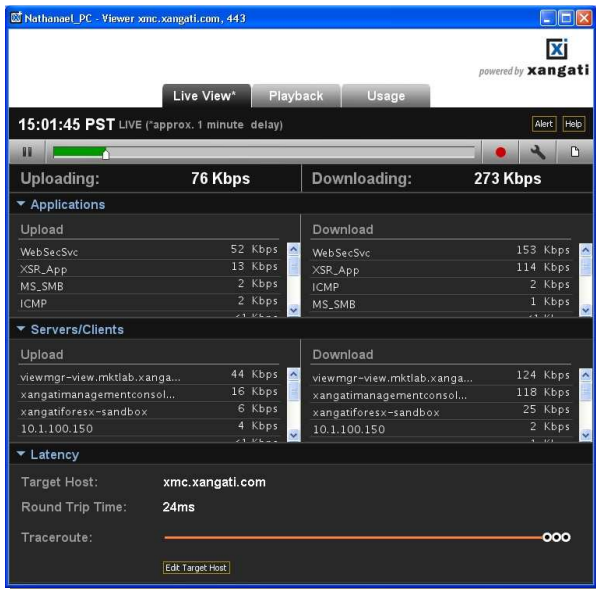 Nathanael_PC - Viewer xmc.xangati.com, 443
powered by xangati
Live View* Playback Usage
15:01:45 PST LIVE (*approx. 1 minute delay)
Alert Help
Uploading: 76 Kbps Downloading: 273 Kbps
Applications
Upload Download
WebSecSvc 52 Kbps WebSecSvc 153 Kbps
XSR_App 13 Kbps XSR_App 114 Kbps
MS_SMB 2 Kbps ICMP 2 Kbps
ICMP 2 Kbps MS_SMB 1 Kbps
Servers/Clients
Upload Download
viewmgr-view.mktlab.xanga... 44 Kbps viewmgr-view.mktlab.xanga... 124 Kbps
xangatimanagementconsol... 16 Kbps xangatimanagementconsol... 118 Kbps
xangatiforesx-sandbox 6 Kbps xangatiforesx-sandbox 25 Kbps
10.1.100.150 4 Kbps 10.1.100.150 2 Kbps
Latency
Target Host: xmc.xangati.com
Round Trip Time: 24ms
Traceroute:
Edit Target Host